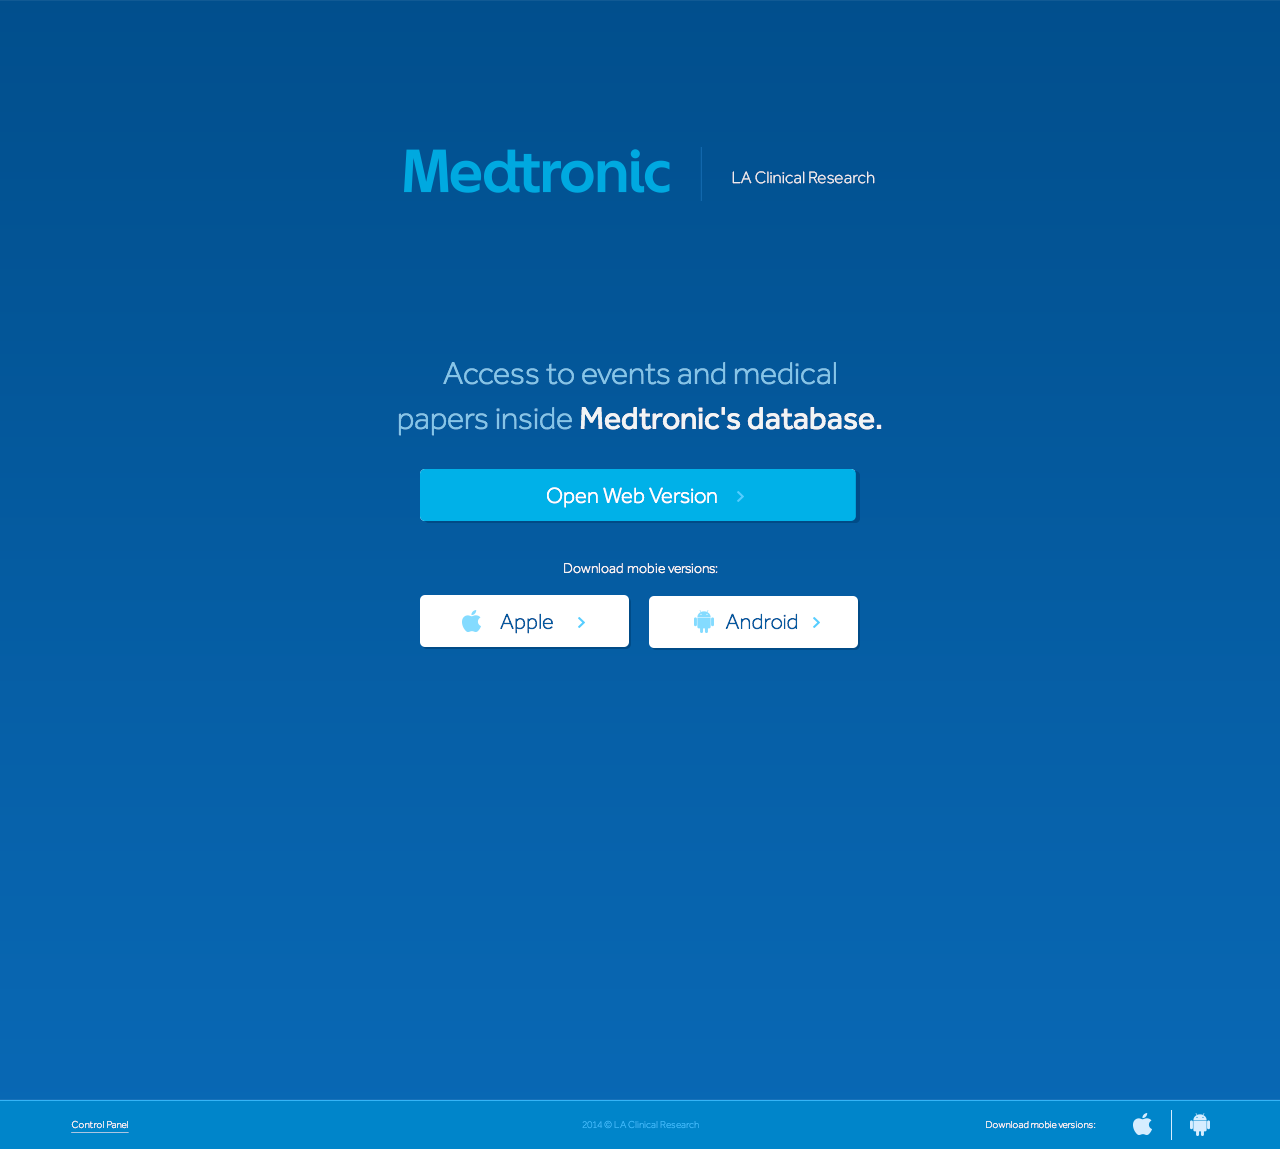 Medtronic
LA Clinical Research
Access to events and medical
papers inside Medtronic's database.
Open Web Version
Download mobie versions:
Apple
Android
Control Panel
2014 © LA Clinical Research
Download mobie versions: